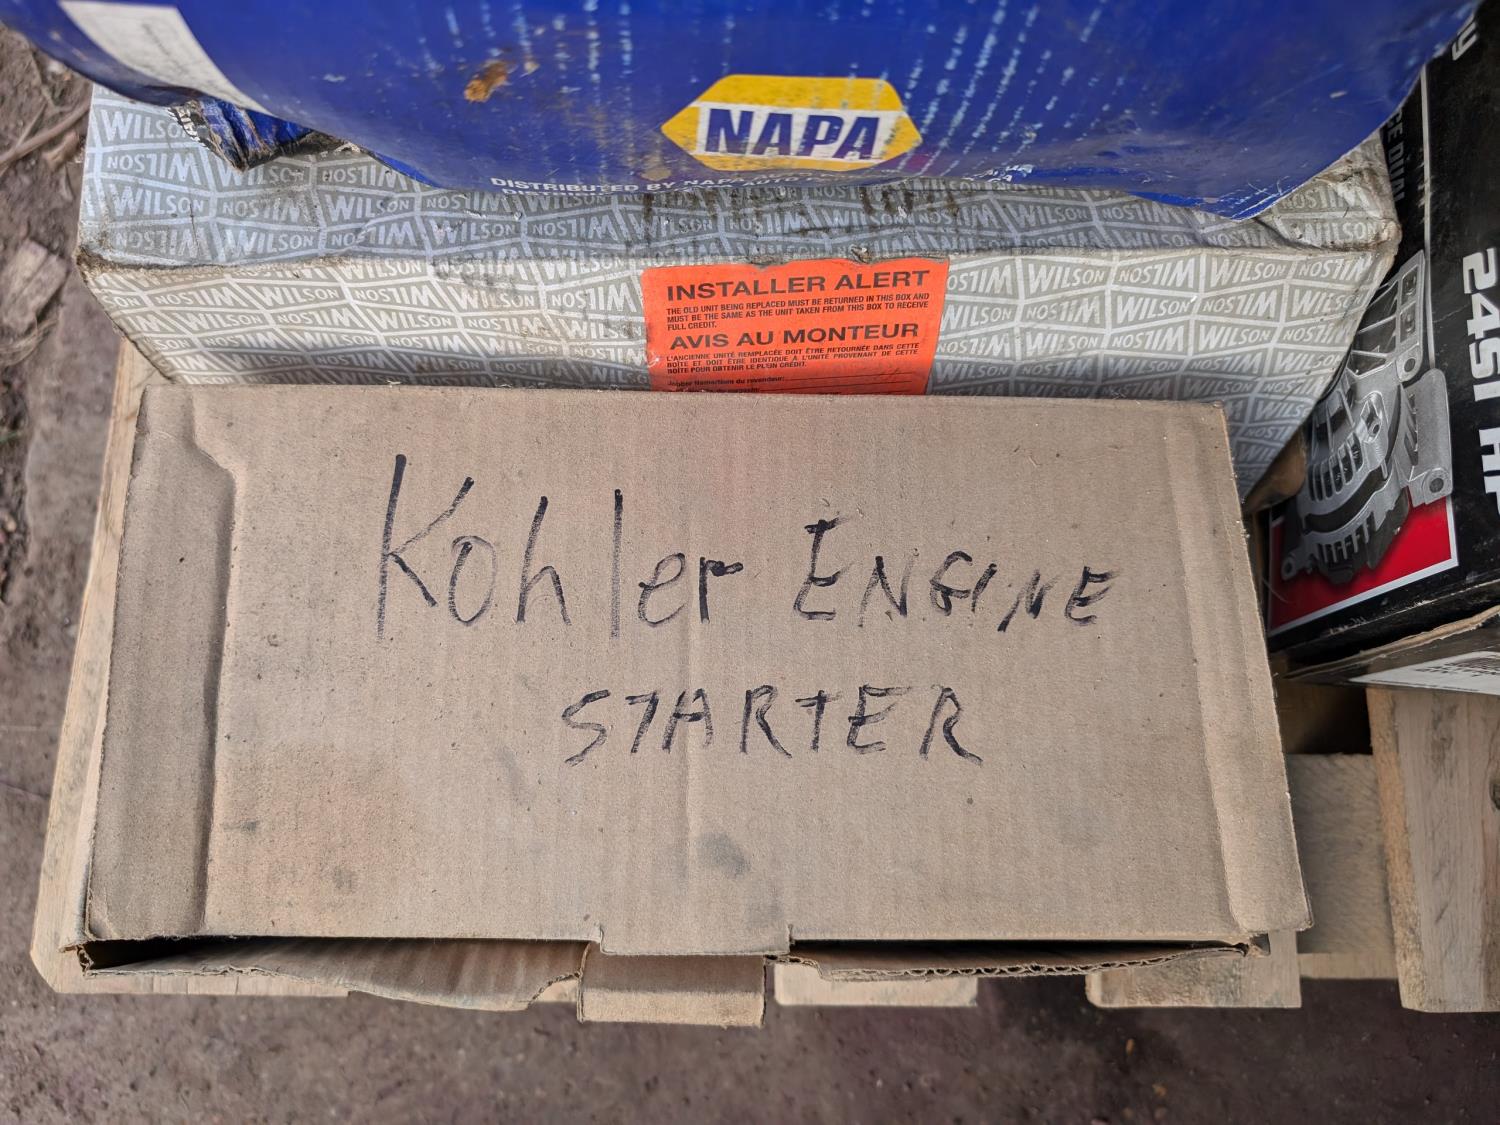 NAPA
DISTRIBUTED BY NAPA
WILSON
INSTALLER ALERT
THE OLD UNIT BEING REPLACED MUST BE RETURNED IN THIS BOX AND
MUST BE THE SAME AS THE UNIT TAKEN FROM THIS BOX TO RECEIVE
FULL CREDIT.
AVIS AU MONTEUR
L'ANCIENNE UNITÉ REMPLACÉE DOIT ÊTRE RETOURNÉE DANS CETTE
BOÎTE ET DOIT ÊTRE IDENTIQUE À L'UNITÉ PROVENANT DE CETTE
BOÎTE POUR OBTENIR LE PLEIN CRÉDIT.
Kohler ENGINE
STARTER
24SI